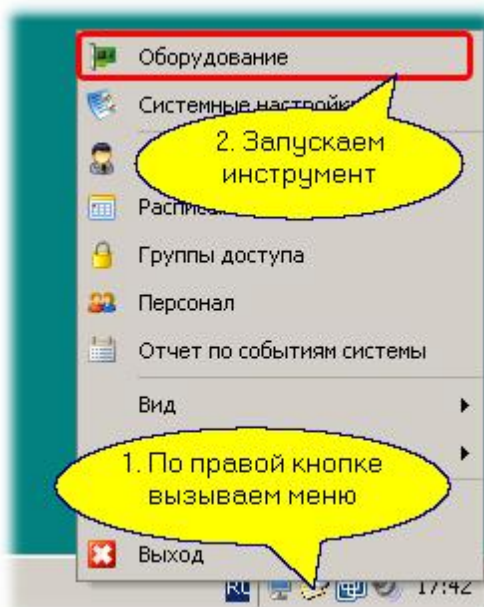 Оборудование
Системные настройки
2. Запускаем
инструмент
Группы доступа
Персонал
Отчет по событиям системы
Вид
1. По правой кнопке
вызываем меню
Выход
RU
17:42